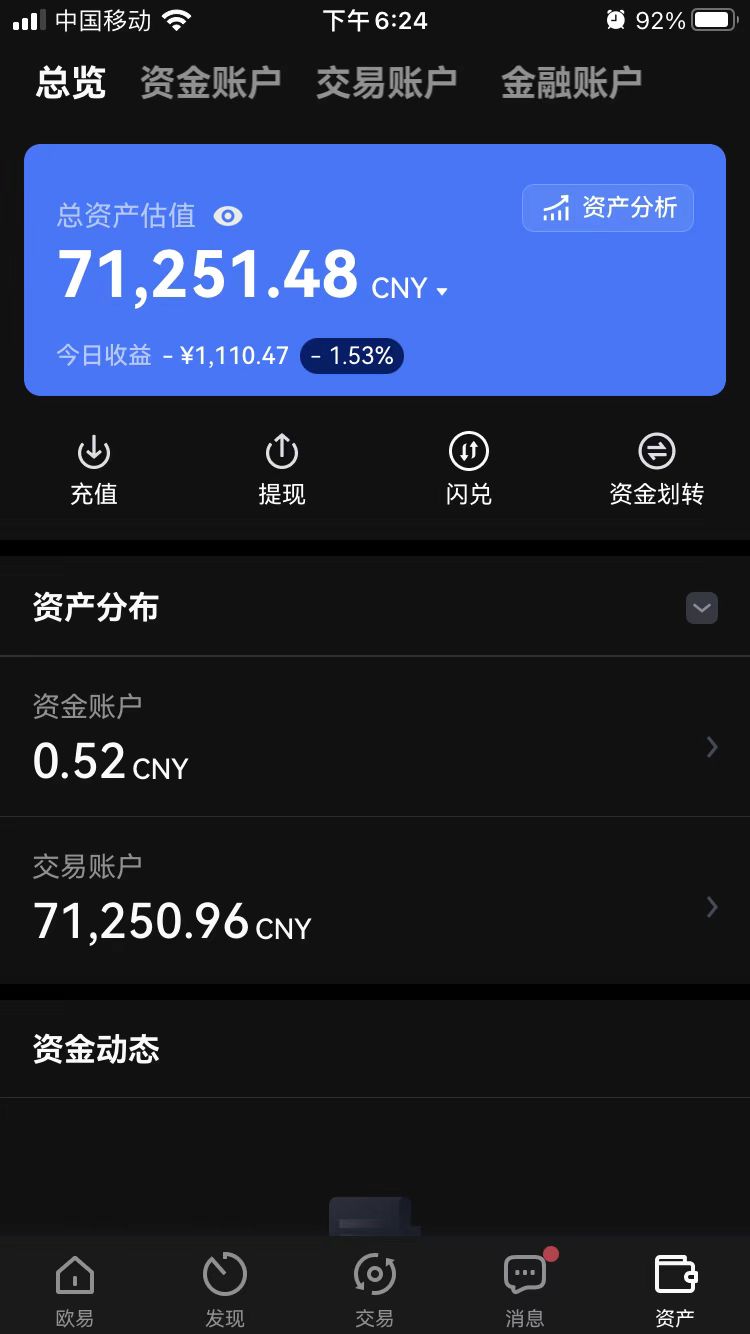 中国移动 下午6:24 92%
总览 资金账户 交易账户 金融账户
总资产估值 资产分析
71,251.48 CNY
今日收益 - ¥1,110.47 - 1.53%
充值 提现 闪兑 资金划转
资产分布
资金账户
0.52 CNY
交易账户
71,250.96 CNY
资金动态
欧易 发现 交易 消息 资产